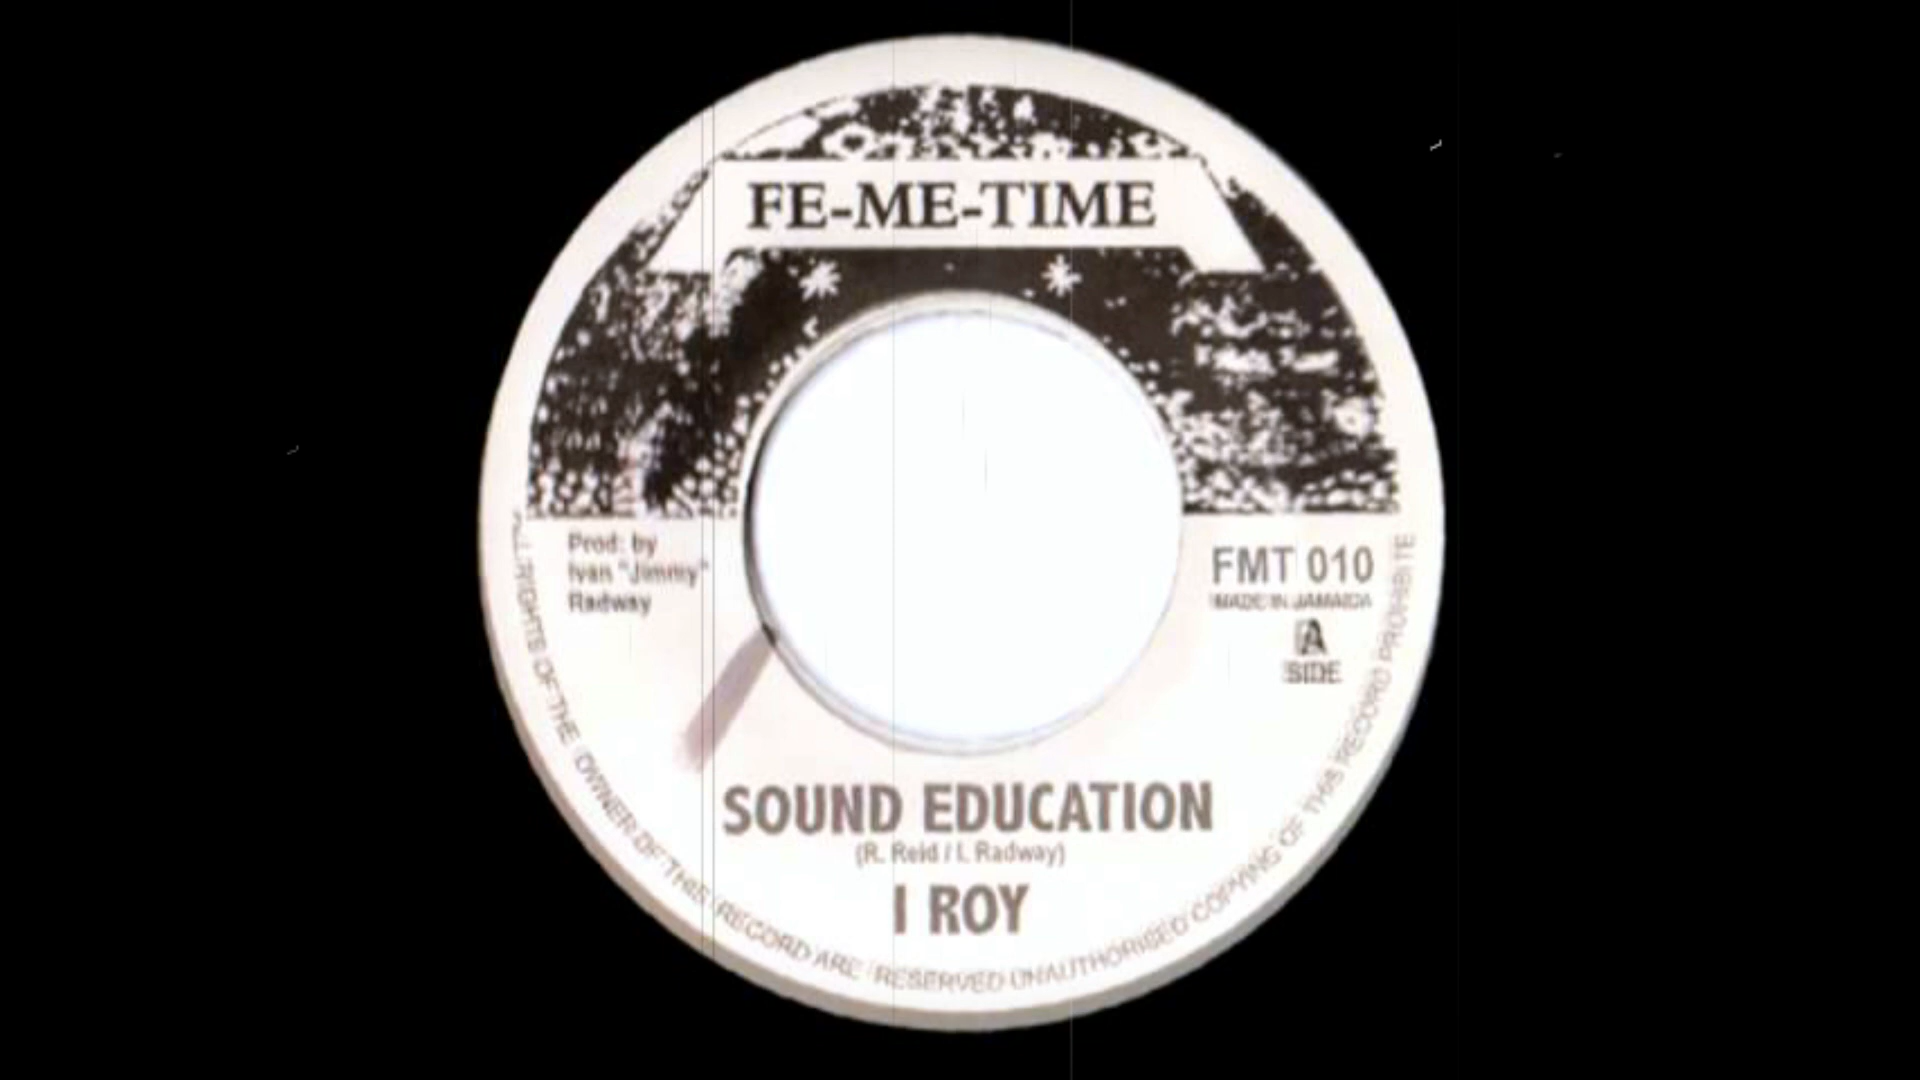 FE-ME-TIME
Prod: by
Ivan "Jimmy"
Radway
FMT 010
MADE IN JAMAICA
A
SIDE
SOUND EDUCATION
(R. Reid / I. Radway)
I ROY
ALL RIGHTS OF THE OWNER OF THIS RECORD ARE RESERVED UNAUTHORISED COPYING OF THIS RECORD PROHIBITE